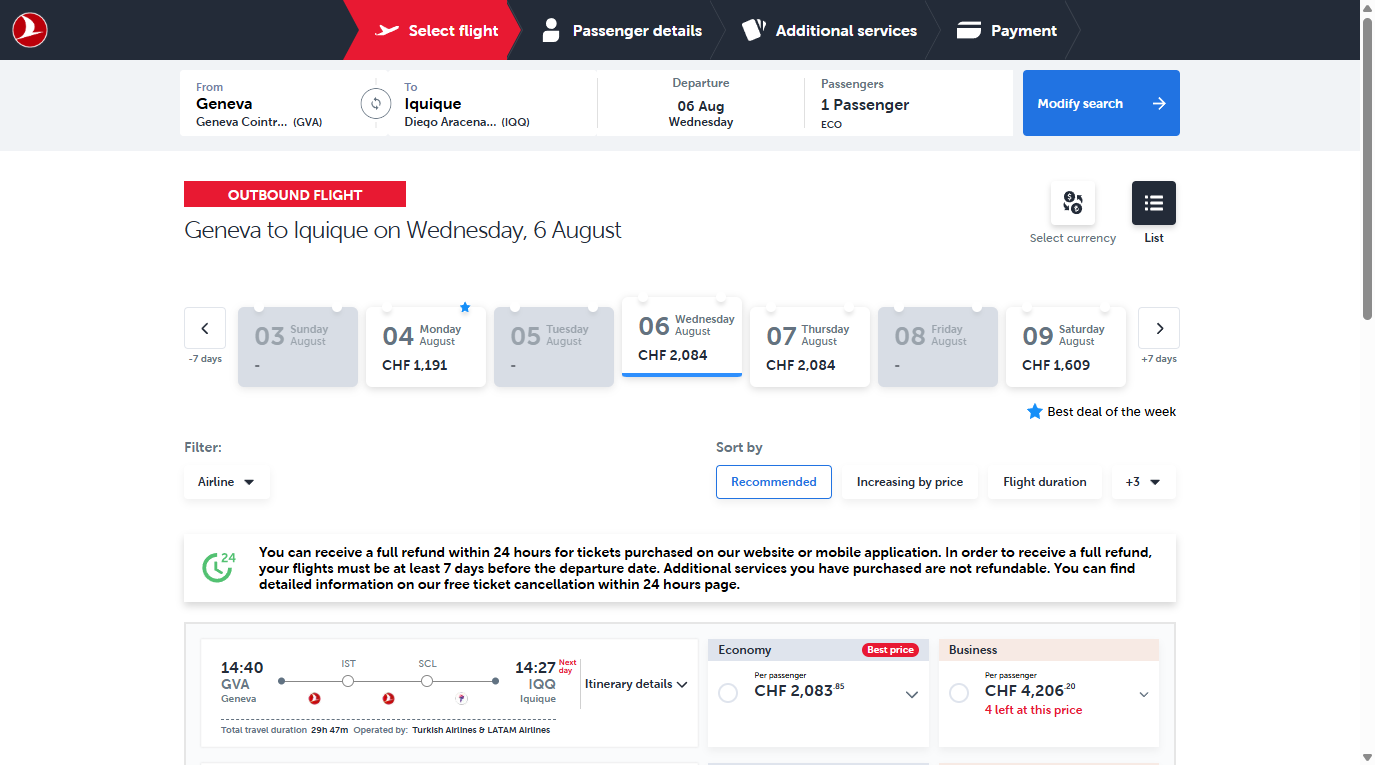 Select flight
Passenger details
Additional services
Payment
From
Geneva
Geneva Cointr... (GVA)
To
Iquique
Diego Aracena... (IQQ)
Departure
06 Aug
Wednesday
Passengers
1 Passenger
ECO
Modify search
OUTBOUND FLIGHT
Geneva to Iquique on Wednesday, 6 August
Select currency
List
-7 days
03 Sunday August
-
04 Monday August
CHF 1,191
05 Tuesday August
-
06 Wednesday August
CHF 2,084
07 Thursday August
CHF 2,084
08 Friday August
-
09 Saturday August
CHF 1,609
+7 days
Best deal of the week
Filter:
Airline
Sort by
Recommended
Increasing by price
Flight duration
+3
24
You can receive a full refund within 24 hours for tickets purchased on our website or mobile application. In order to receive a full refund,
your flights must be at least 7 days before the departure date. Additional services you have purchased are not refundable. You can find
detailed information on our free ticket cancellation within 24 hours page.
14:40
GVA
Geneva
IST
SCL
14:27 Next day
IQQ
Iquique
Itinerary details
Total travel duration 29h 47m Operated by: Turkish Airlines & LATAM Airlines
Economy
Best price
Per passenger
CHF 2,083.85
Business
Per passenger
CHF 4,206.20
4 left at this price